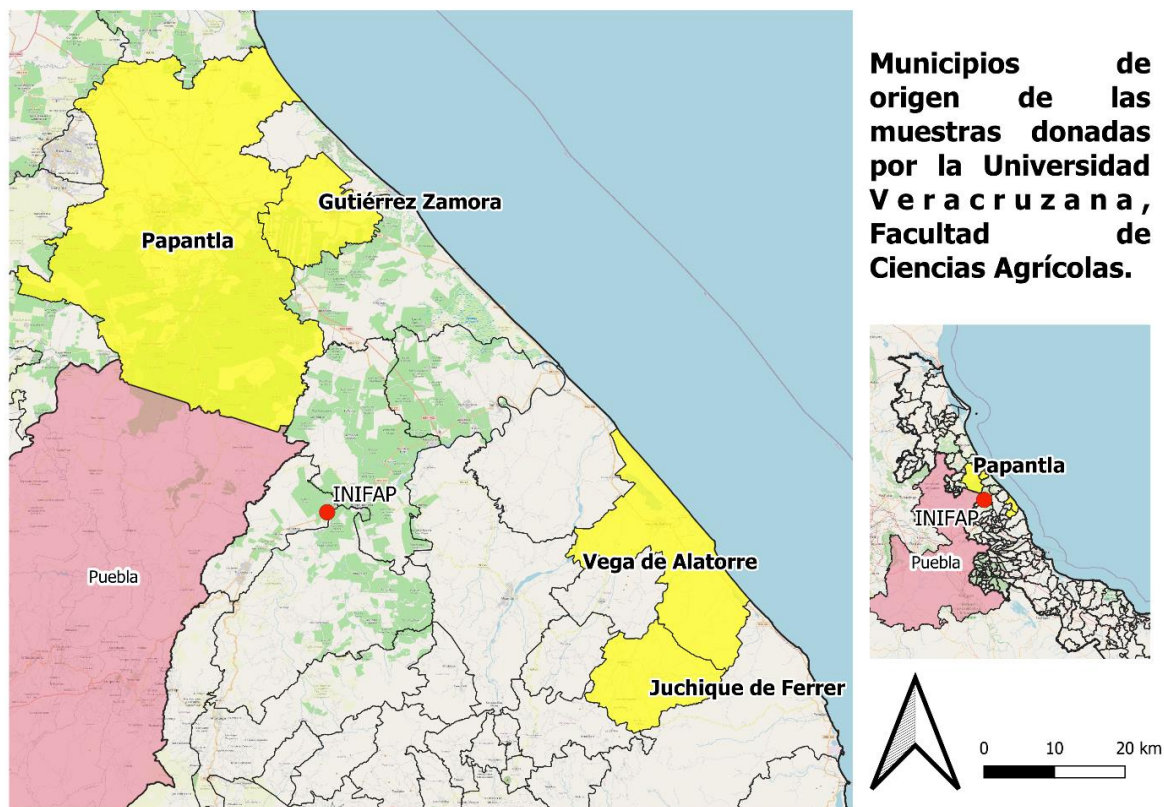 Municipios de
origen de las
muestras donadas
por la Universidad
Veracruzana,
Facultad de
Ciencias Agrícolas.
Gutiérrez Zamora
Papantla
INIFAP
Puebla
Vega de Alatorre
Juchique de Ferrer
Papantla
INIFAP
Puebla
0 10 20 km